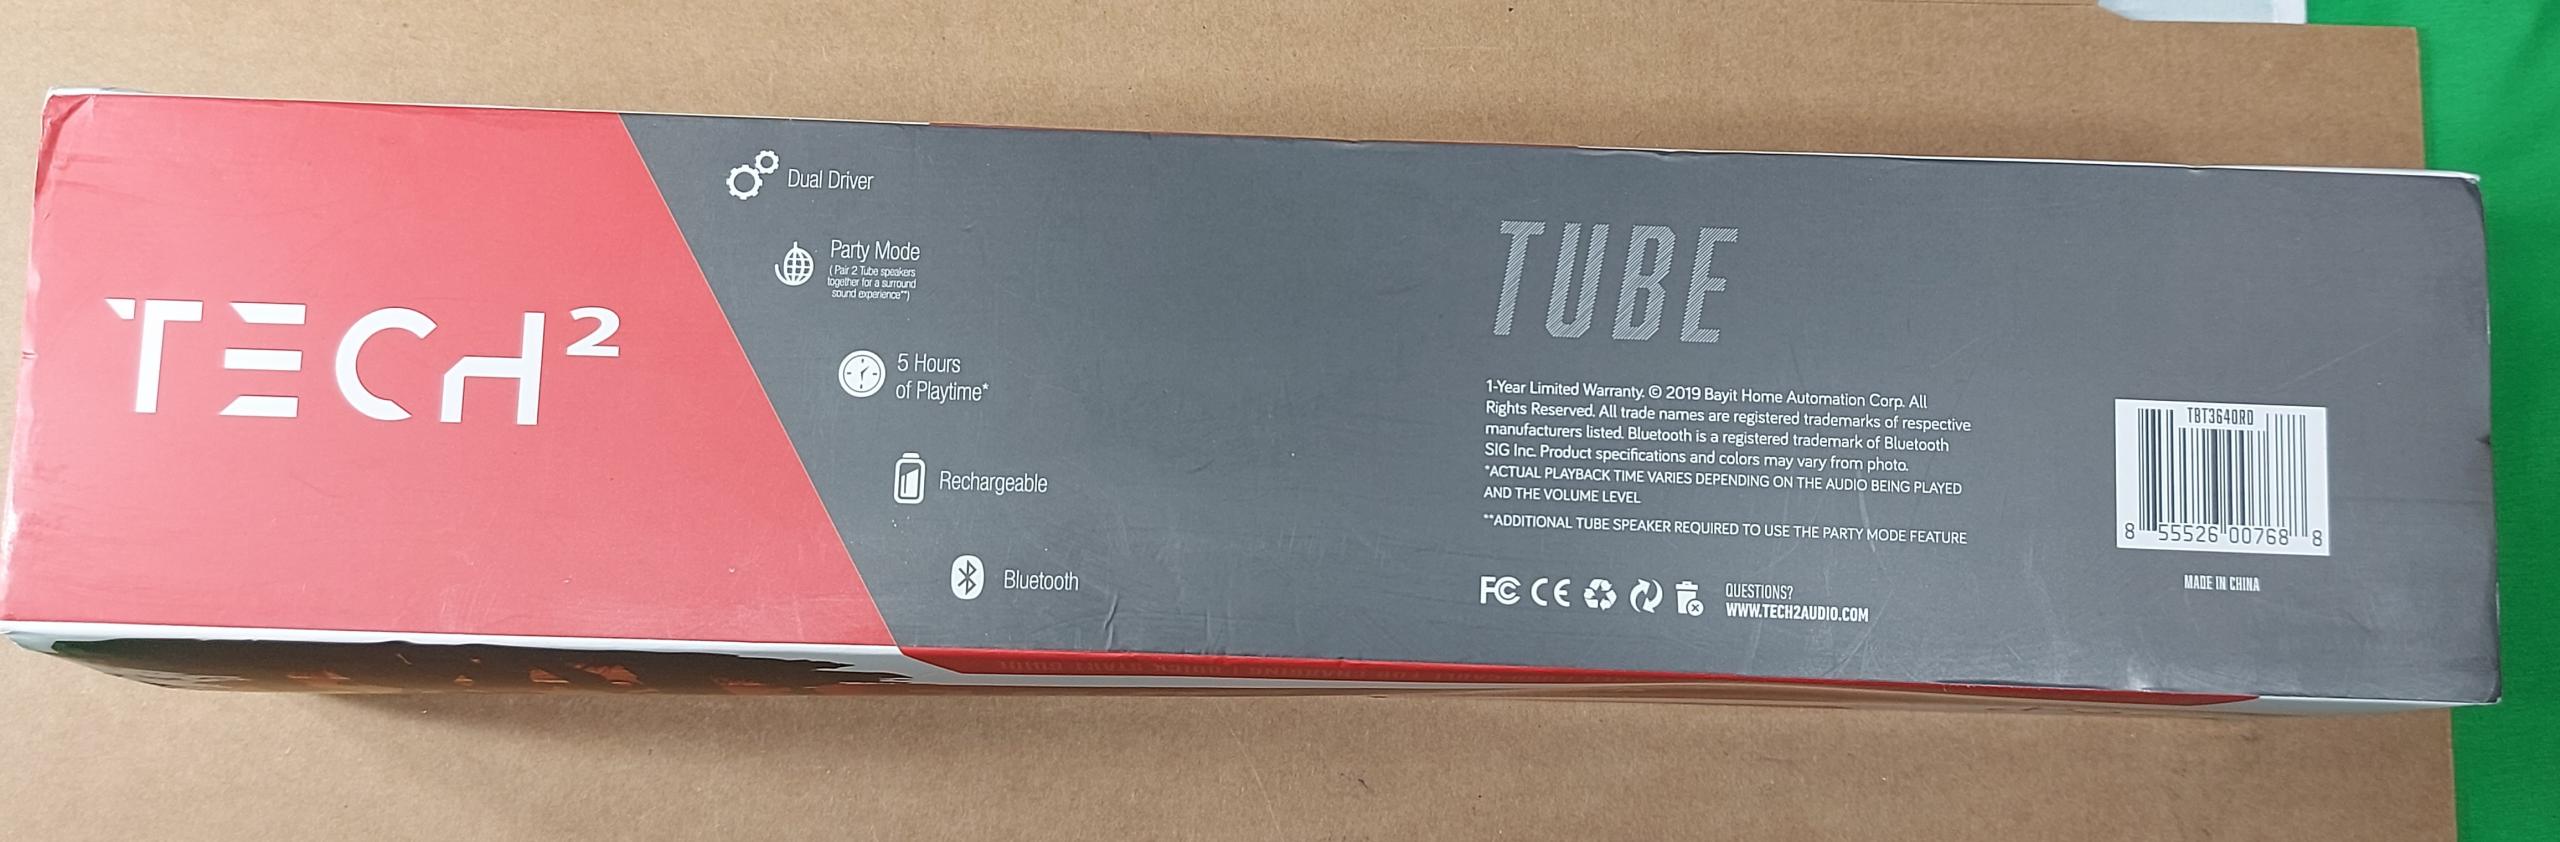 TECH²
Dual Driver
Party Mode
( Pair 2 Tube speakers
together for a surround
sound experience**)
5 Hours
of Playtime*
Rechargeable
Bluetooth
TUBE
1-Year Limited Warranty. © 2019 Bayit Home Automation Corp. All
Rights Reserved. All trade names are registered trademarks of respective
manufacturers listed. Bluetooth is a registered trademark of Bluetooth
SIG Inc. Product specifications and colors may vary from photo.
*ACTUAL PLAYBACK TIME VARIES DEPENDING ON THE AUDIO BEING PLAYED
AND THE VOLUME LEVEL
**ADDITIONAL TUBE SPEAKER REQUIRED TO USE THE PARTY MODE FEATURE
FC CE
QUESTIONS?
WWW.TECH2AUDIO.COM
TBT3640RD
8 55526 00768 8
MADE IN CHINA